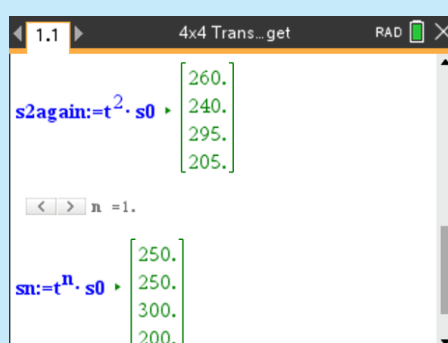 1.1 4x4 Trans...get RAD
s2again:=t²·s0 ▸ [260. 240. 295. 205.]
< > n =1.
sn:=tⁿ·s0 ▸ [250. 250. 300. 200.]